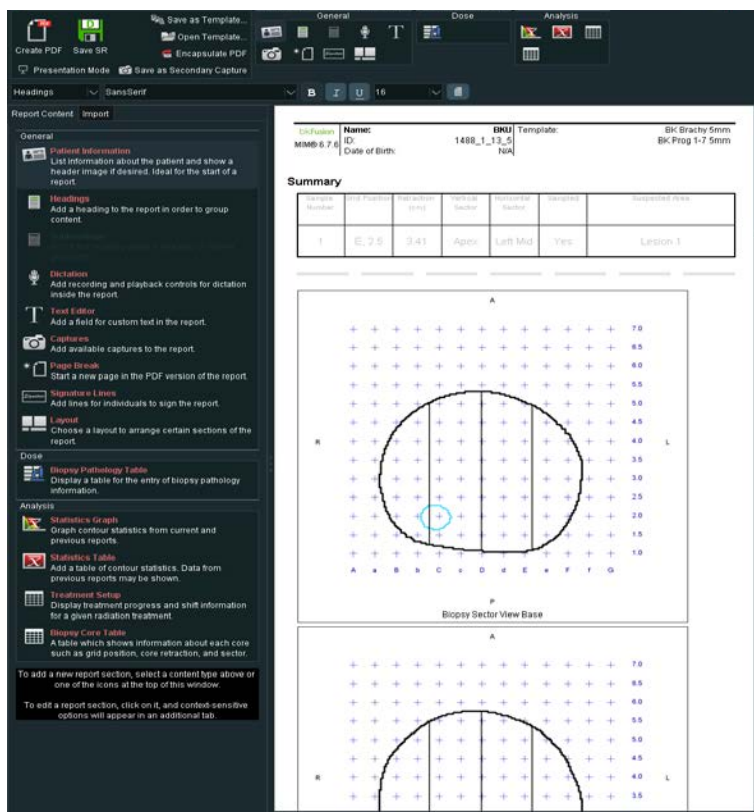 General
Dose
Analysis
Create PDF
Save SR
Save as Template...
Open Template...
Encapsulate PDF
Presentation Mode
Save as Secondary Capture
Headings
SansSerif
B I U 16
Report Content
Import
General
Patient Information
List information about the patient and show a
header image if desired. Ideal for the start of a
report.
Headings
Add a heading to the report in order to group
content.
Dictation
Add recording and playback controls for dictation
inside the report.
Text Editor
Add a field for custom text in the report.
Captures
Add available captures to the report.
Page Break
Start a new page in the PDF version of the report.
Signature Lines
Add lines for individuals to sign the report.
Layout
Choose a layout to arrange certain sections of the
report.
Dose
Biopsy Pathology Table
Display a table for the entry of biopsy pathology
information.
Analysis
Statistics Graph
Graph contour statistics from current and
previous reports.
Statistics Table
Add a table of contour statistics. Data from
previous reports may be shown.
Treatment Setup
Display treatment progress and shift information
for a given radiation treatment.
Biopsy Core Table
A table which shows information about each core
such as grid position, core retraction, and sector.
To add a new report section, select a content type above or
one of the icons at the top of this window.
To edit a report section, click on it, and context-sensitive
options will appear in an additional tab.
bkFusion
MIM® 6.7.6
Name: BKU
ID: 1488_1_13_5
Date of Birth: N/A
Template: BK Brachy 5mm
BK Prog 1-7 5mm
Summary
Sample Number
Grid Position
Retraction (cm)
Vertical Sector
Horizontal Sector
Sampled
Suspected Area
1 E, 2.5 3.41 Apex Left Mid Yes Lesion 1
A
7.0
6.5
6.0
5.5
5.0
4.5
R 4.0 L
3.5
3.0
2.5
2.0
1.5
1.0
A a B b C c D d E e F f G
P
Biopsy Sector View Base
A
7.0
6.5
6.0
5.5
5.0
4.5
R 4.0 L
3.5